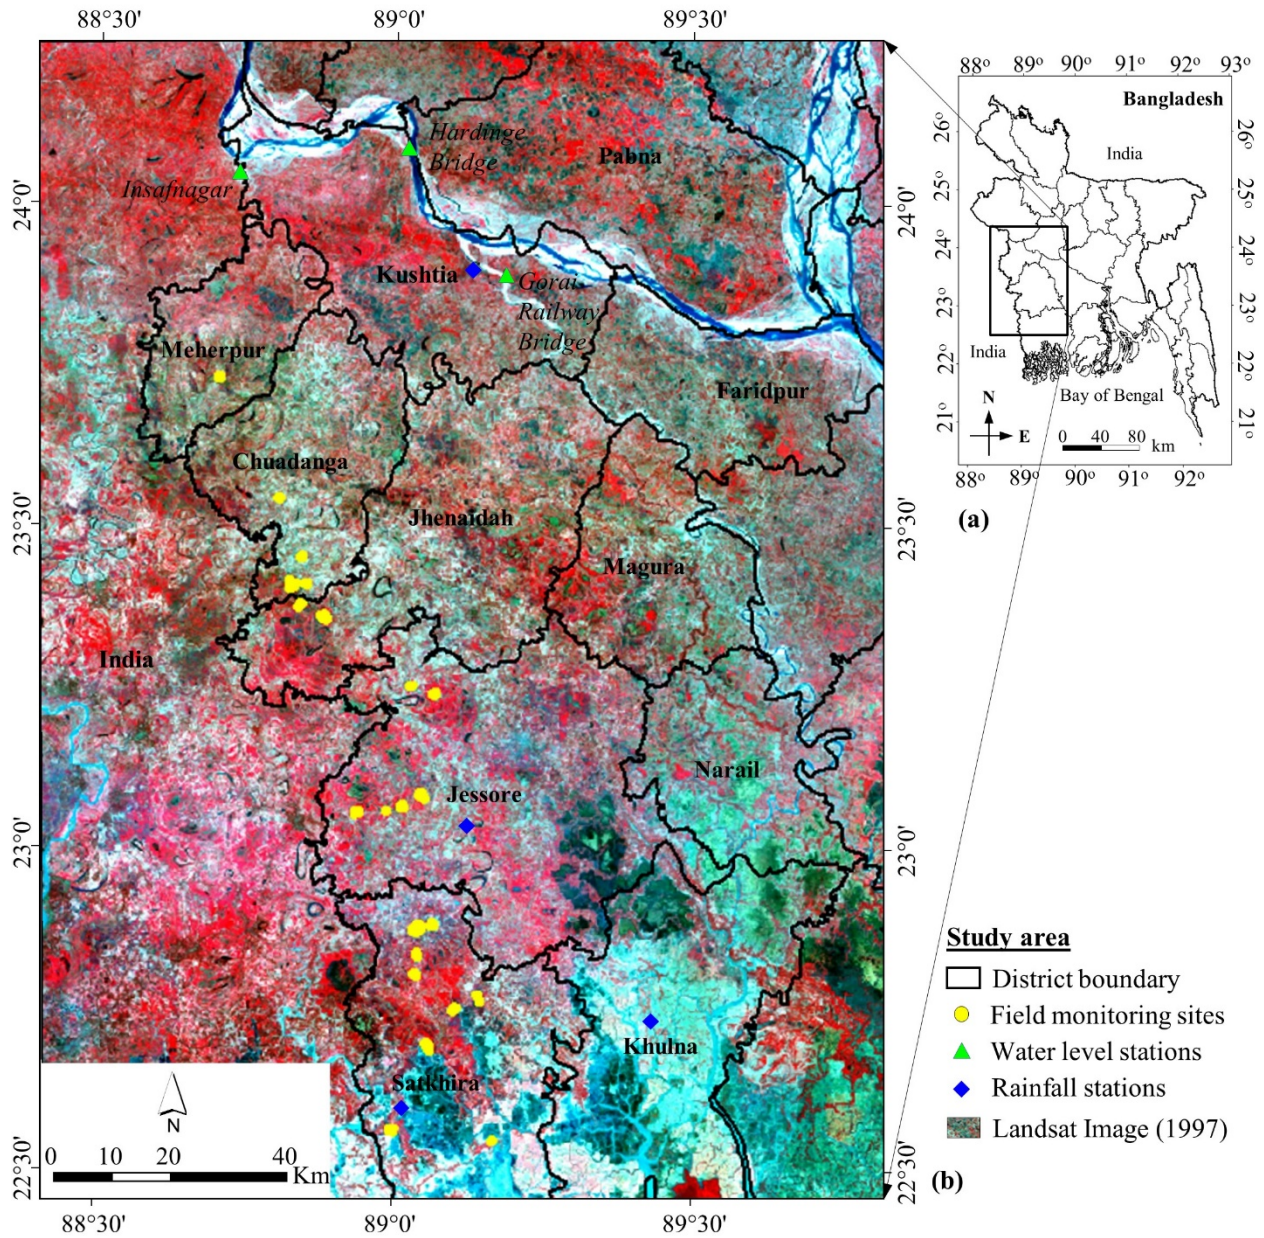 88°30'
89°0'
89°30'
24°0'
23°30'
23°0'
22°30'
Hardinge
Bridge
Pabna
Insafnagar
Kushtia
Gorai
Railway
Bridge
Meherpur
Faridpur
Chuadanga
Jhenaidah
Magura
India
Narail
Jessore
Khulna
Satkhira
N
0 10 20 40
Km
24°0'
23°30'
23°0'
22°30'
88°30'
89°0'
89°30'
88° 89° 90° 91° 92° 93°
Bangladesh
26°
25°
24°
23°
22°
21°
India
India
Bay of Bengal
N
E
0 40 80
km
26°
25°
24°
23°
22°
21°
88° 89° 90° 91° 92°
(a)
Study area
District boundary
Field monitoring sites
Water level stations
Rainfall stations
Landsat Image (1997)
(b)